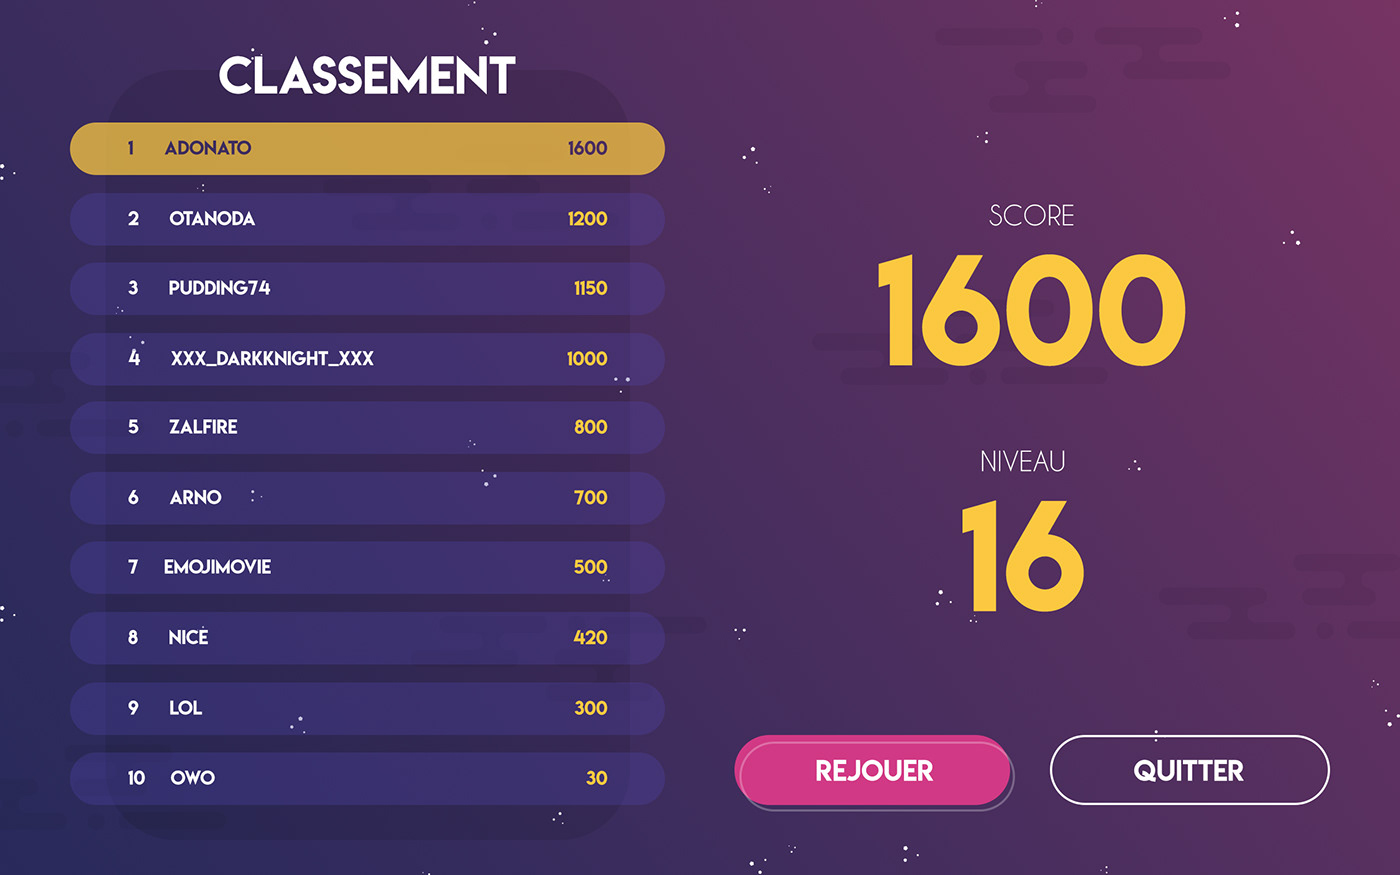 CLASSEMENT
1 ADONATO 1600
2 OTANODA 1200
3 PUDDING74 1150
4 XXX_DARKKNIGHT_XXX 1000
5 ZALFIRE 800
6 ARNO 700
7 EMOJIMOVIE 500
8 NICE 420
9 LOL 300
10 OWO 30
SCORE
1600
NIVEAU
16
REJOUER
QUITTER